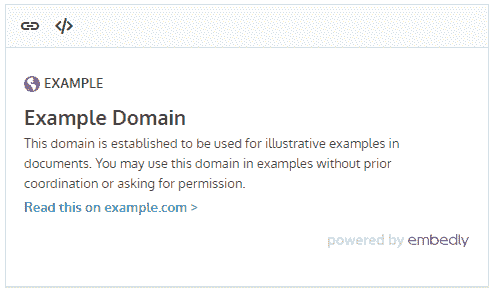 EXAMPLE
Example Domain
This domain is established to be used for illustrative examples in
documents. You may use this domain in examples without prior
coordination or asking for permission.
Read this on example.com >
powered by embedly